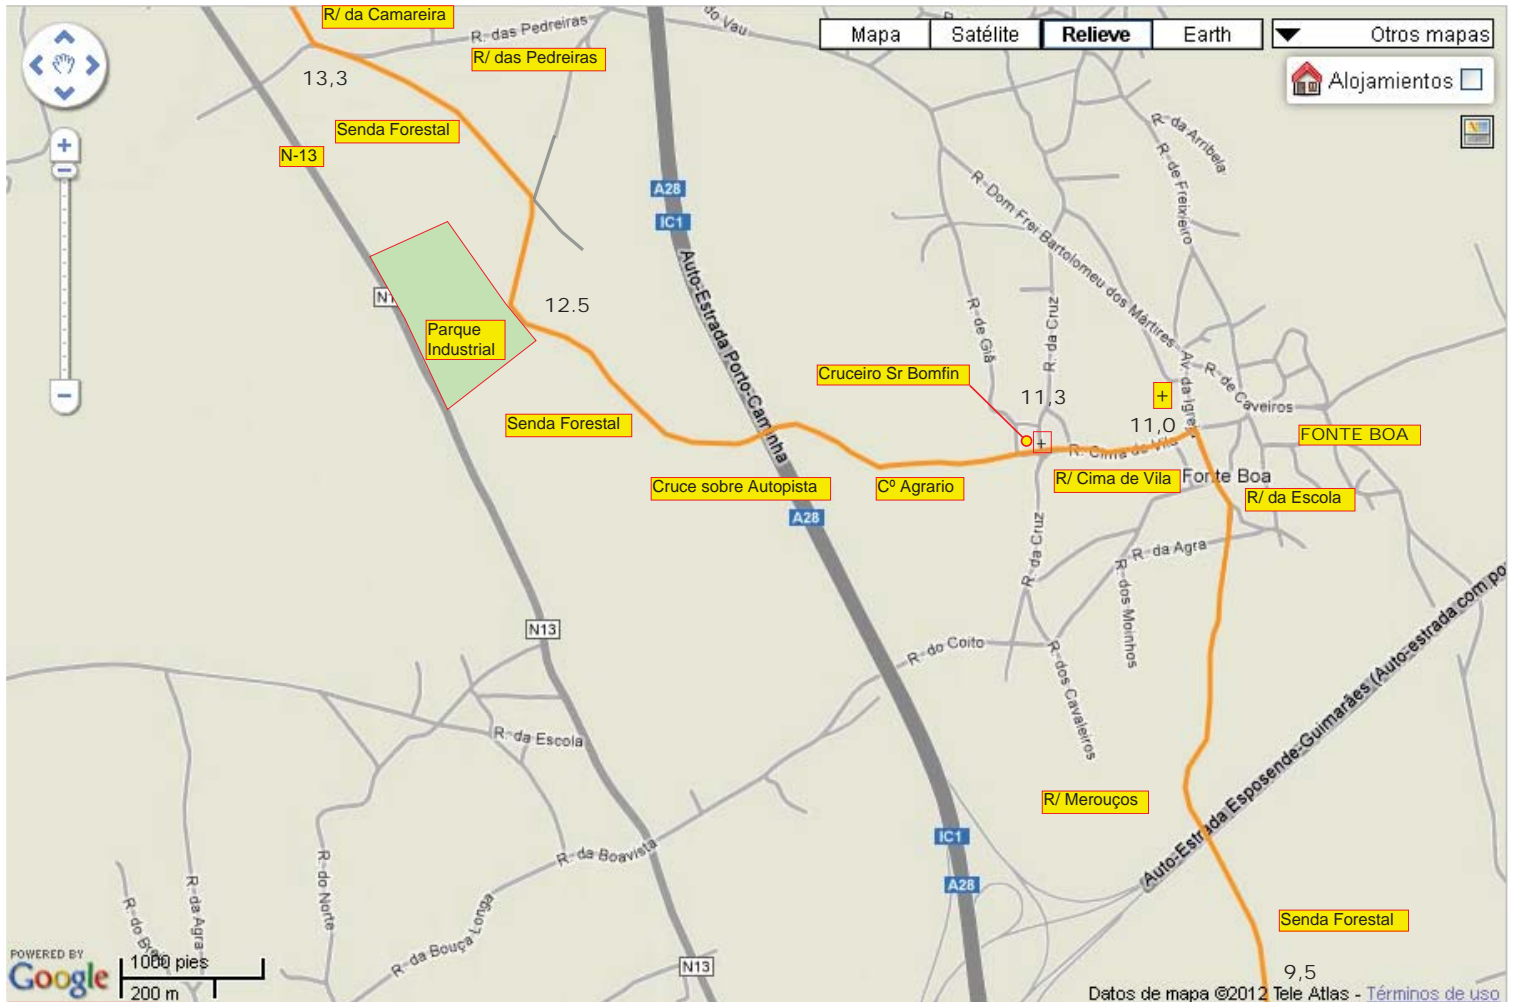 R/ da Camareira
R. das Pedreiras
do Vau
Mapa
Satélite
Relieve
Earth
Otros mapas
R/ das Pedreiras
Alojamientos
13,3
Senda Forestal
N-13
R. da Arribela
R. de Freixieiro
A28
IC1
R. Dom Frei Bartolomeu dos Mártires
Auto-Estrada Porto-Caminha
N1
12.5
Parque
Industrial
R. de Giã
R. da Cruz
Av. da Igreja
R. de Caveiros
Cruceiro Sr Bomfin
11,3
+
11,0
Senda Forestal
+
R. Cima de Vila
FONTE BOA
Cruce sobre Autopista
Cº Agrario
R/ Cima de Vila
Fonte Boa
R/ da Escola
A28
R. da Cruz
R. da Agra
R. dos Moinhos
N13
R. do Coito
R. dos Cavaleiros
Auto-Estrada Esposende-Guimarães (Auto-estrada com po
R. da Escola
R/ Merouços
IC1
R. da Boavista
A28
R. do Norte
R. da Agra
R. do
R. da Bouça Longa
Senda Forestal
POWERED BY
Google
1000 pies
200 m
N13
9,5
Datos de mapa ©2012 Tele Atlas - Términos de uso